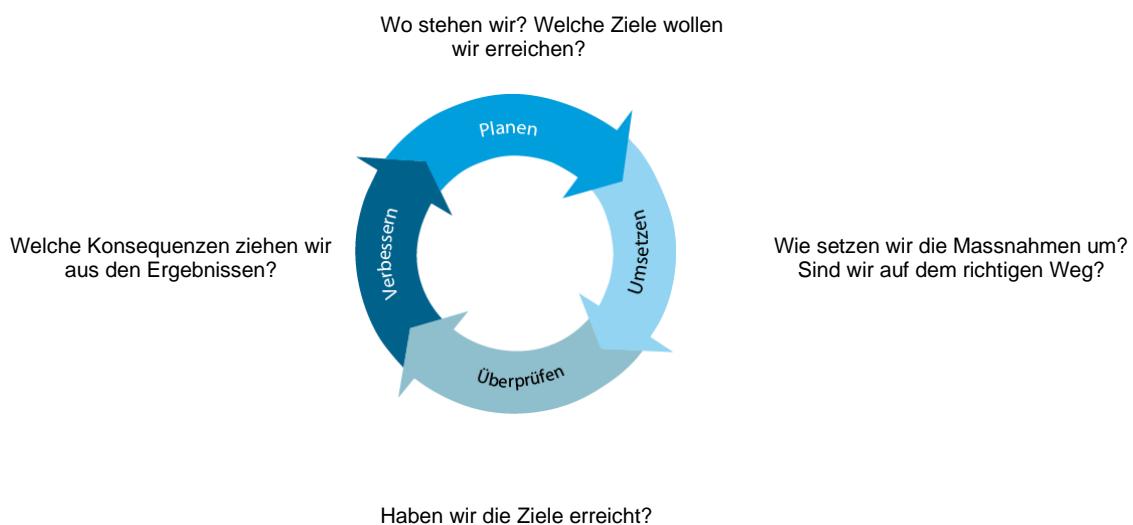 Wo stehen wir? Welche Ziele wollen
wir erreichen?
Planen
Umsetzen
Wie setzen wir die Massnahmen um?
Sind wir auf dem richtigen Weg?
Verbessern
Welche Konsequenzen ziehen wir
aus den Ergebnissen?
Überprüfen
Haben wir die Ziele erreicht?